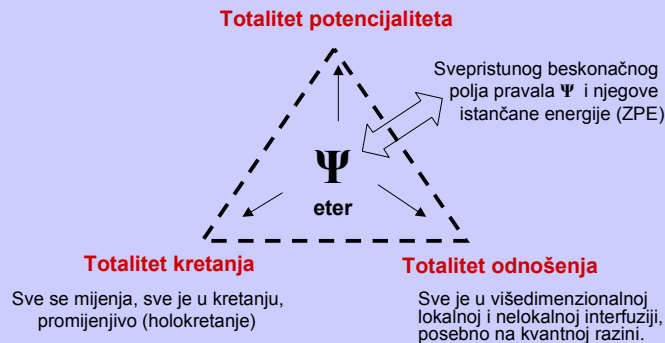 Totalitet potencijaliteta
Svepristunog beskonačnog
polja pravala Ψ i njegove
istančane energije (ZPE)
Ψ
eter
Totalitet kretanja
Sve se mijenja, sve je u kretanju,
promijenjivo (holokretanje)
Totalitet odnošenja
Sve je u višedimenzionalnoj
lokalnoj i nelokalnoj interfuziji,
posebno na kvantnoj razini.